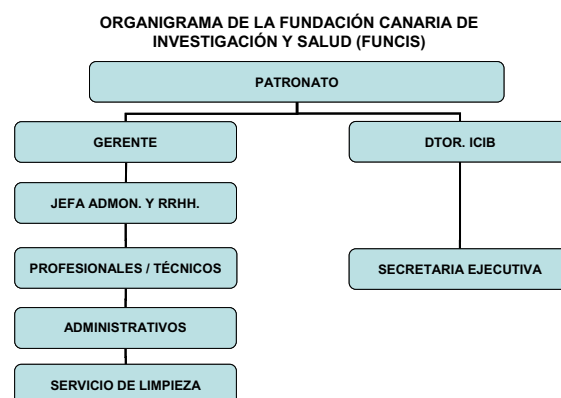 ORGANIGRAMA DE LA FUNDACIÓN CANARIA DE
INVESTIGACIÓN Y SALUD (FUNCIS)
PATRONATO
GERENTE
DTOR. ICIB
JEFA ADMON. Y RRHH.
PROFESIONALES / TÉCNICOS
SECRETARIA EJECUTIVA
ADMINISTRATIVOS
SERVICIO DE LIMPIEZA